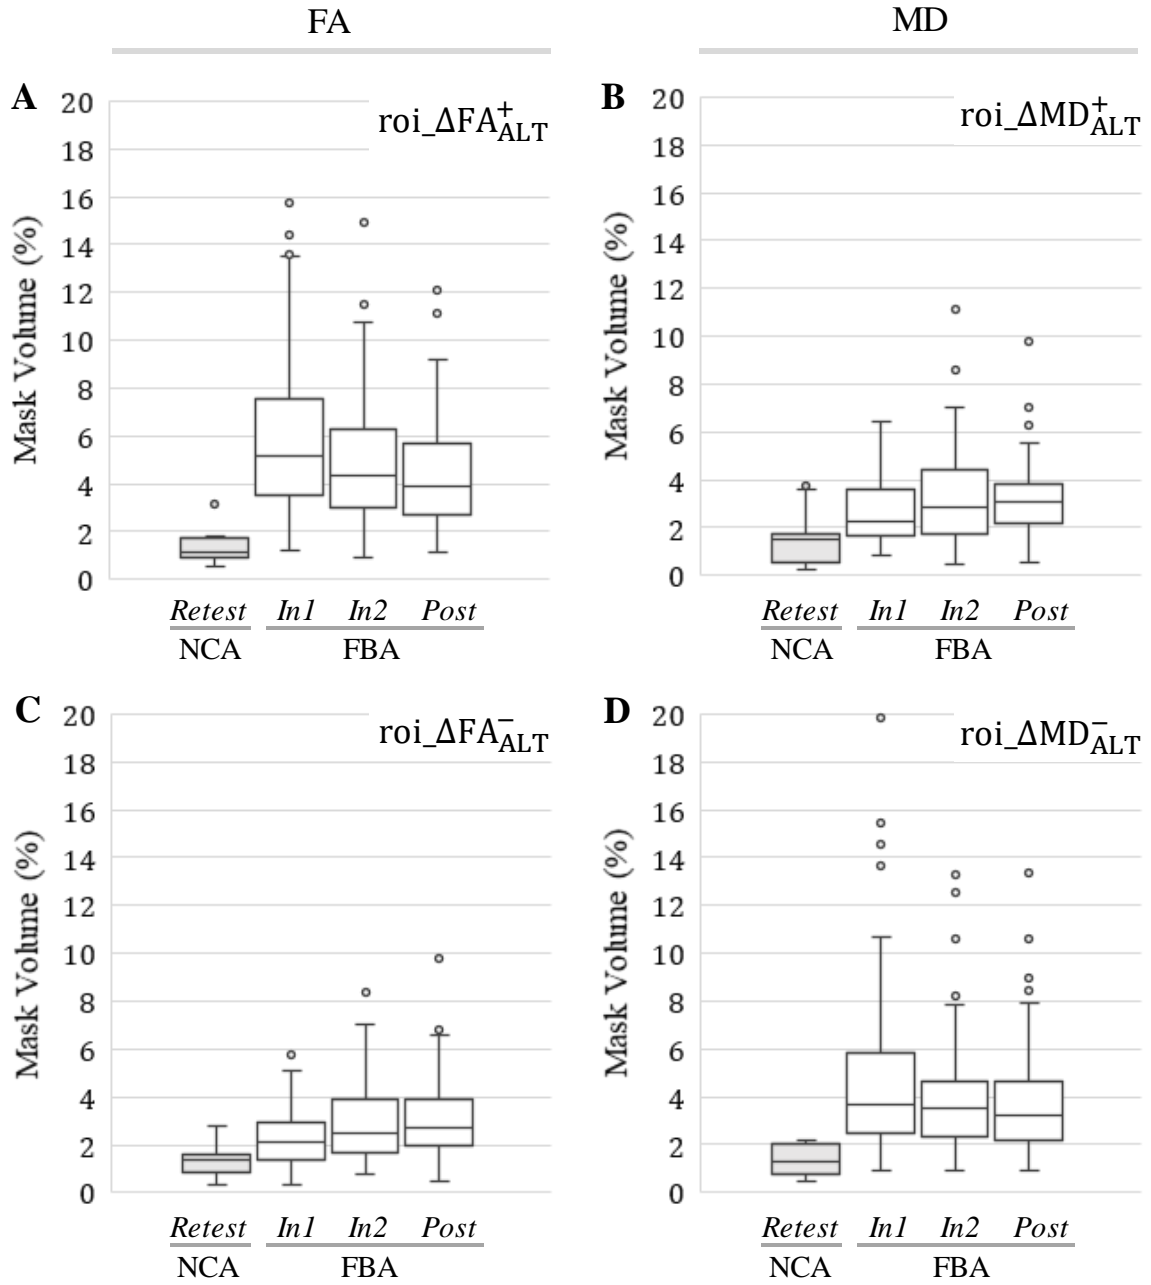 FA
MD
A
roi_ΔFA⁺ALT
Mask Volume (%)
20
18
16
14
12
10
8
6
4
2
0
Retest In1 In2 Post
NCA FBA
B
roi_ΔMD⁺ALT
Mask Volume (%)
20
18
16
14
12
10
8
6
4
2
0
Retest In1 In2 Post
NCA FBA
C
roi_ΔFA⁻ALT
Mask Volume (%)
20
18
16
14
12
10
8
6
4
2
0
Retest In1 In2 Post
NCA FBA
D
roi_ΔMD⁻ALT
Mask Volume (%)
20
18
16
14
12
10
8
6
4
2
0
Retest In1 In2 Post
NCA FBA